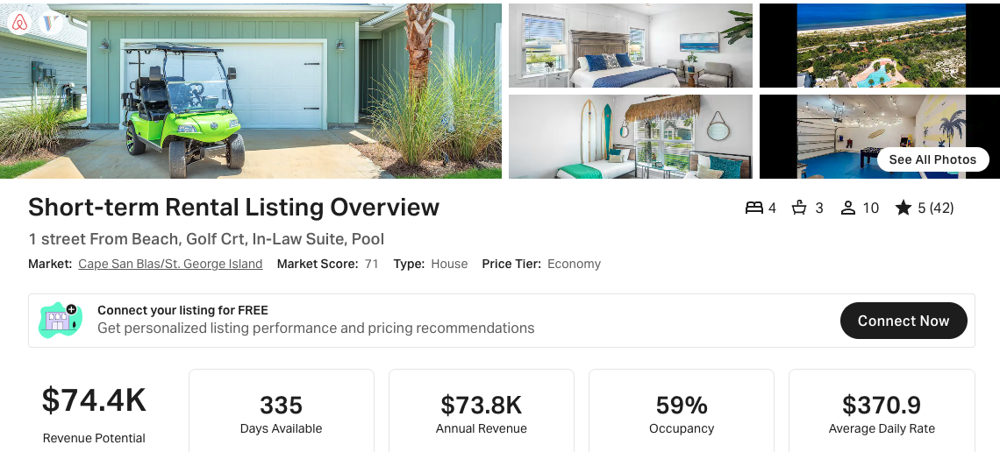 See All Photos
Short-term Rental Listing Overview
4 3 10 5 (42)
1 street From Beach, Golf Crt, In-Law Suite, Pool
Market: Cape San Blas/St. George Island Market Score: 71 Type: House Price Tier: Economy
Connect your listing for FREE
Get personalized listing performance and pricing recommendations
Connect Now
$74.4K
Revenue Potential
335
Days Available
$73.8K
Annual Revenue
59%
Occupancy
$370.9
Average Daily Rate